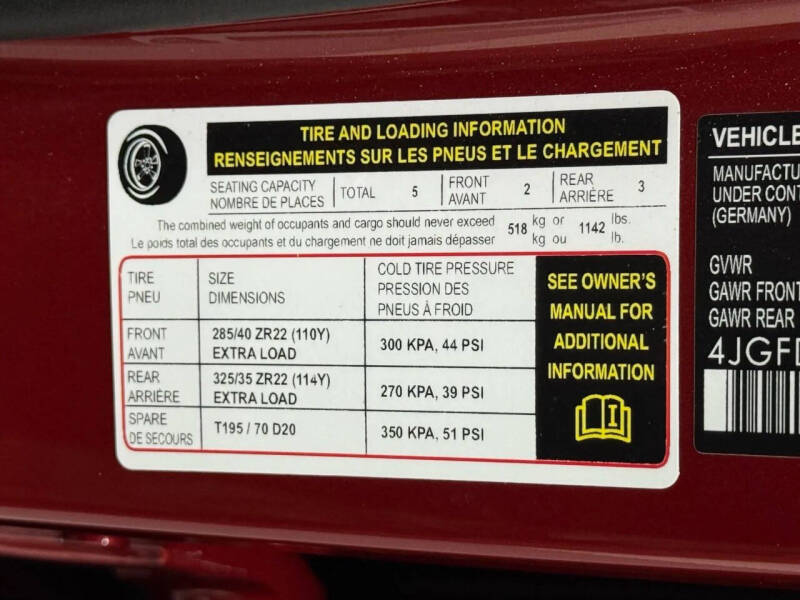 TIRE AND LOADING INFORMATION
RENSEIGNEMENTS SUR LES PNEUS ET LE CHARGEMENT
SEATING CAPACITY
NOMBRE DE PLACES
TOTAL 5
FRONT
AVANT
2
REAR
ARRIÈRE
3
The combined weight of occupants and cargo should never exceed
Le poids total des occupants et du chargement ne doit jamais dépasser
518 kg or 1142 lbs.
kg ou lb.
TIRE
PNEU
SIZE
DIMENSIONS
COLD TIRE PRESSURE
PRESSION DES
PNEUS À FROID
FRONT
AVANT
285/40 ZR22 (110Y)
EXTRA LOAD
300 KPA, 44 PSI
REAR
ARRIÈRE
325/35 ZR22 (114Y)
EXTRA LOAD
270 KPA, 39 PSI
SPARE
DE SECOURS
T195 / 70 D20
350 KPA, 51 PSI
SEE OWNER'S
MANUAL FOR
ADDITIONAL
INFORMATION
VEHICLE
MANUFACTU
UNDER CONT
(GERMANY)
GVWR
GAWR FRONT
GAWR REAR
4JGF